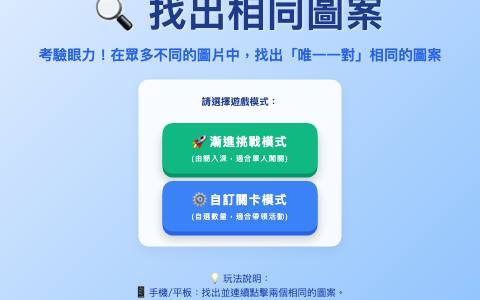 🔍 找出相同圖案
考驗眼力！在眾多不同的圖片中，找出「唯一一對」相同的圖案
請選擇遊戲模式：
🚀 漸進挑戰模式
(由簡入深，適合單人闖關)
⚙️ 自訂關卡模式
(自選數量，適合帶領活動)
💡 玩法說明：
📱 手機/平板：找出並連續點擊兩個相同的圖案。